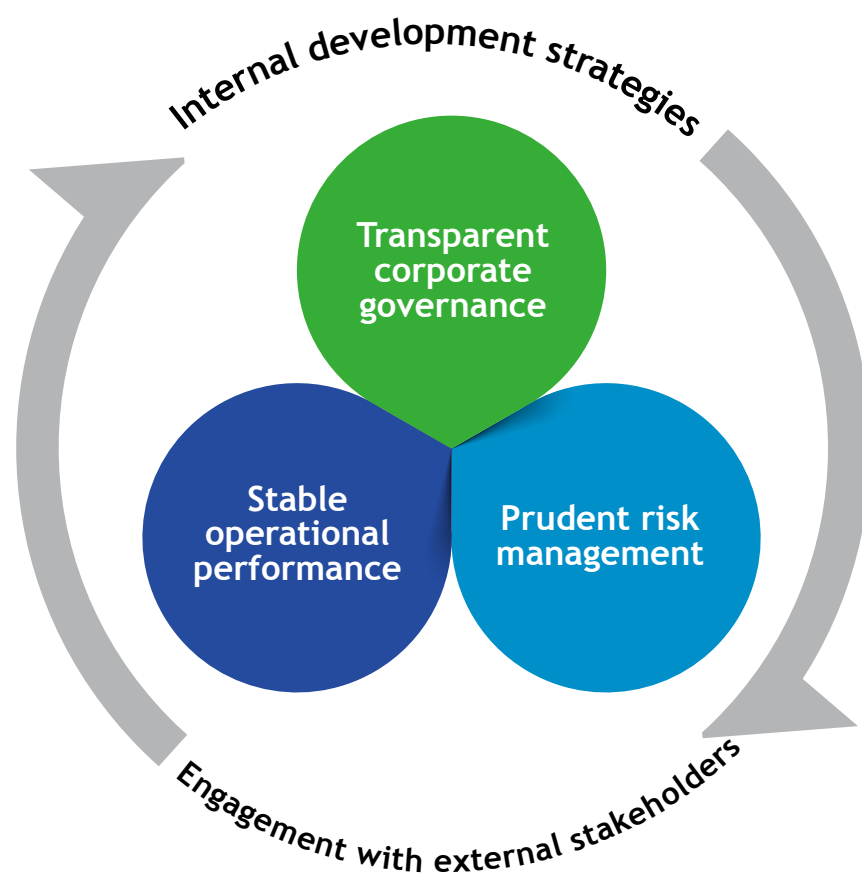 Internal development strategies
Transparent
corporate
governance
Stable
operational
performance
Prudent risk
management
Engagement with external stakeholders